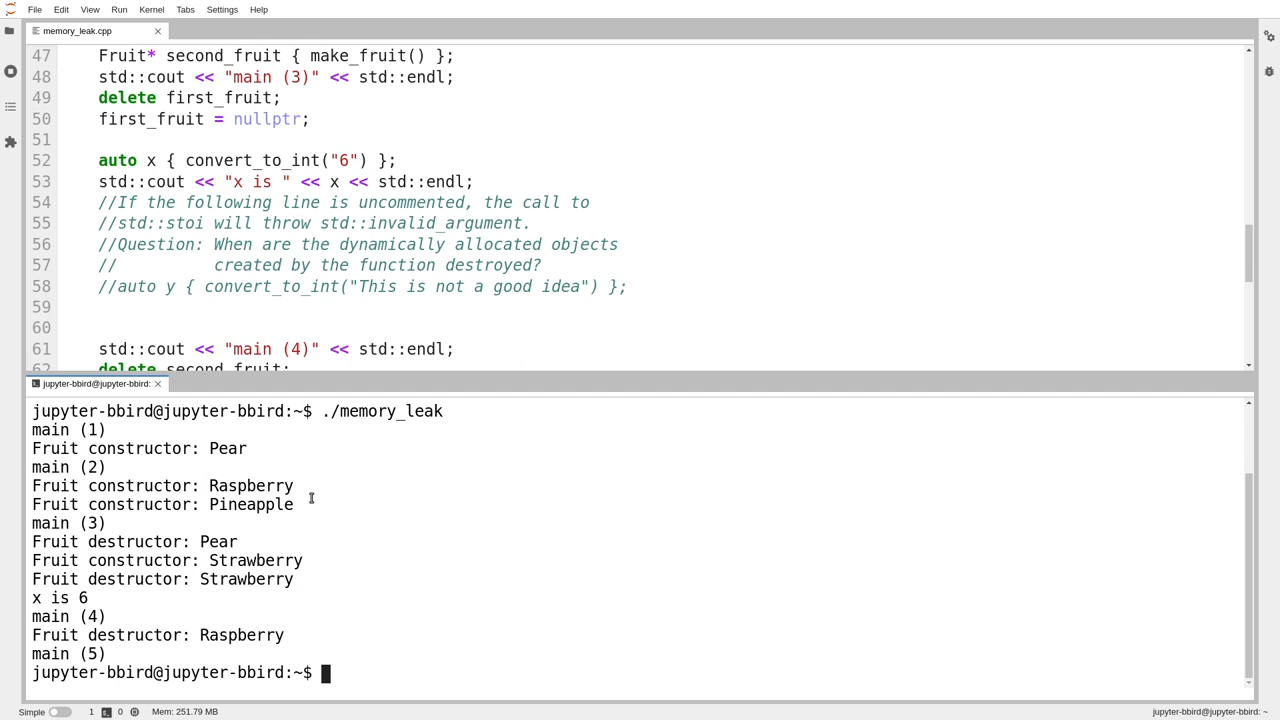 File Edit View Run Kernel Tabs Settings Help
memory_leak.cpp
47 Fruit* second_fruit { make_fruit() };
48 std::cout << "main (3)" << std::endl;
49 delete first_fruit;
50 first_fruit = nullptr;
51
52 auto x { convert_to_int("6") };
53 std::cout << "x is " << x << std::endl;
54 //If the following line is uncommented, the call to
55 //std::stoi will throw std::invalid_argument.
56 //Question: When are the dynamically allocated objects
57 // created by the function destroyed?
58 //auto y { convert_to_int("This is not a good idea") };
59
60
61 std::cout << "main (4)" << std::endl;
62 delete second_fruit;
jupyter-bbird@jupyter-bbird:
jupyter-bbird@jupyter-bbird:~$ ./memory_leak
main (1)
Fruit constructor: Pear
main (2)
Fruit constructor: Raspberry
Fruit constructor: Pineapple
main (3)
Fruit destructor: Pear
Fruit constructor: Strawberry
Fruit destructor: Strawberry
x is 6
main (4)
Fruit destructor: Raspberry
main (5)
jupyter-bbird@jupyter-bbird:~$
Simple 1 0 Mem: 251.79 MB jupyter-bbird@jupyter-bbird: ~